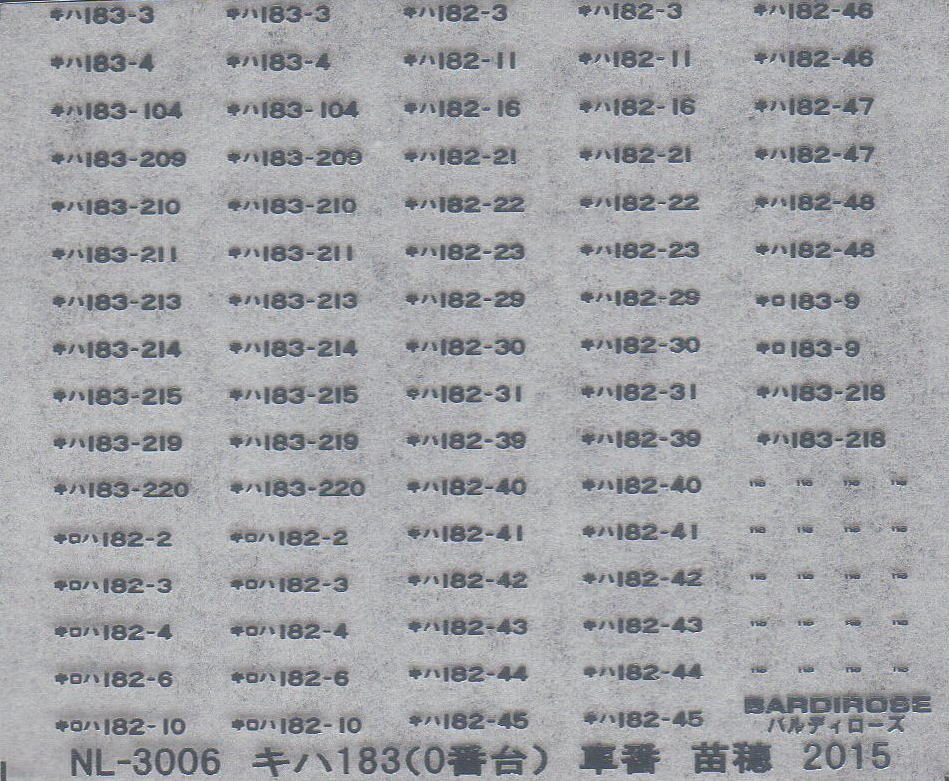 キハ183-3 キハ183-3 キハ182-3 キハ182-3 キハ182-46
キハ183-4 キハ183-4 キハ182-11 キハ182-11 キハ182-46
キハ183-104 キハ183-104 キハ182-16 キハ182-16 キハ182-47
キハ183-209 キハ183-209 キハ182-21 キハ182-21 キハ182-47
キハ183-210 キハ183-210 キハ182-22 キハ182-22 キハ182-48
キハ183-211 キハ183-211 キハ182-23 キハ182-23 キハ182-48
キハ183-213 キハ183-213 キハ182-29 キハ182-29 キロ183-9
キハ183-214 キハ183-214 キハ182-30 キハ182-30 キロ183-9
キハ183-215 キハ183-215 キハ182-31 キハ182-31 キハ183-218
キハ183-219 キハ183-219 キハ182-39 キハ182-39 キハ183-218
キハ183-220 キハ183-220 キハ182-40 キハ182-40
キロハ182-2 キロハ182-2 キハ182-41 キハ182-41
キロハ182-3 キロハ182-3 キハ182-42 キハ182-42
キロハ182-4 キロハ182-4 キハ182-43 キハ182-43
キロハ182-6 キロハ182-6 キハ182-44 キハ182-44
キロハ182-10 キロハ182-10 キハ182-45 キハ182-45
BARDIROSE
バルディローズ
NL-3006 キハ183(0番台) 車番 苗穂 2015